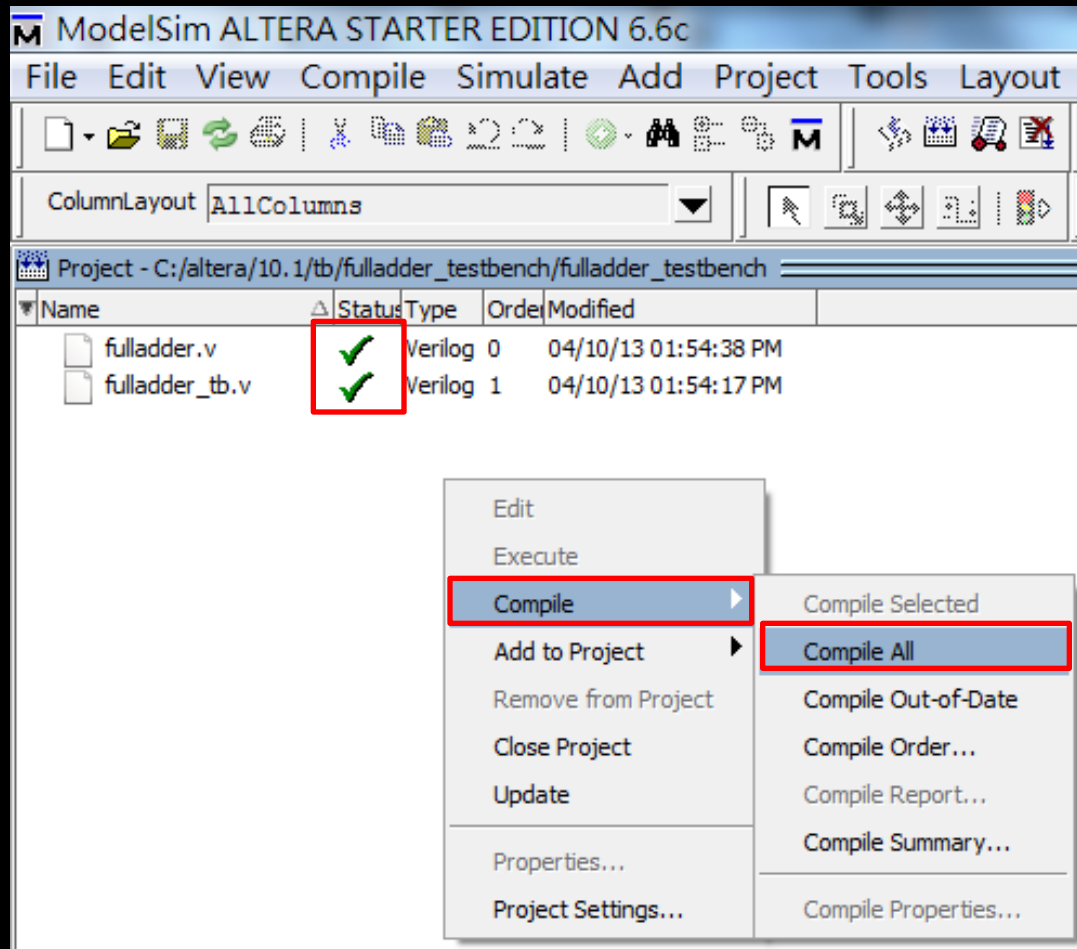 ModelSim ALTERA STARTER EDITION 6.6c
File Edit View Compile Simulate Add Project Tools Layout
ColumnLayout AllColumns
Project - C:/altera/10.1/tb/fulladder_testbench/fulladder_testbench
Name Status Type Order Modified
fulladder.v Verilog 0 04/10/13 01:54:38 PM
fulladder_tb.v Verilog 1 04/10/13 01:54:17 PM
Edit
Execute
Compile
Add to Project
Remove from Project
Close Project
Update
Properties...
Project Settings...
Compile Selected
Compile All
Compile Out-of-Date
Compile Order...
Compile Report...
Compile Summary...
Compile Properties...